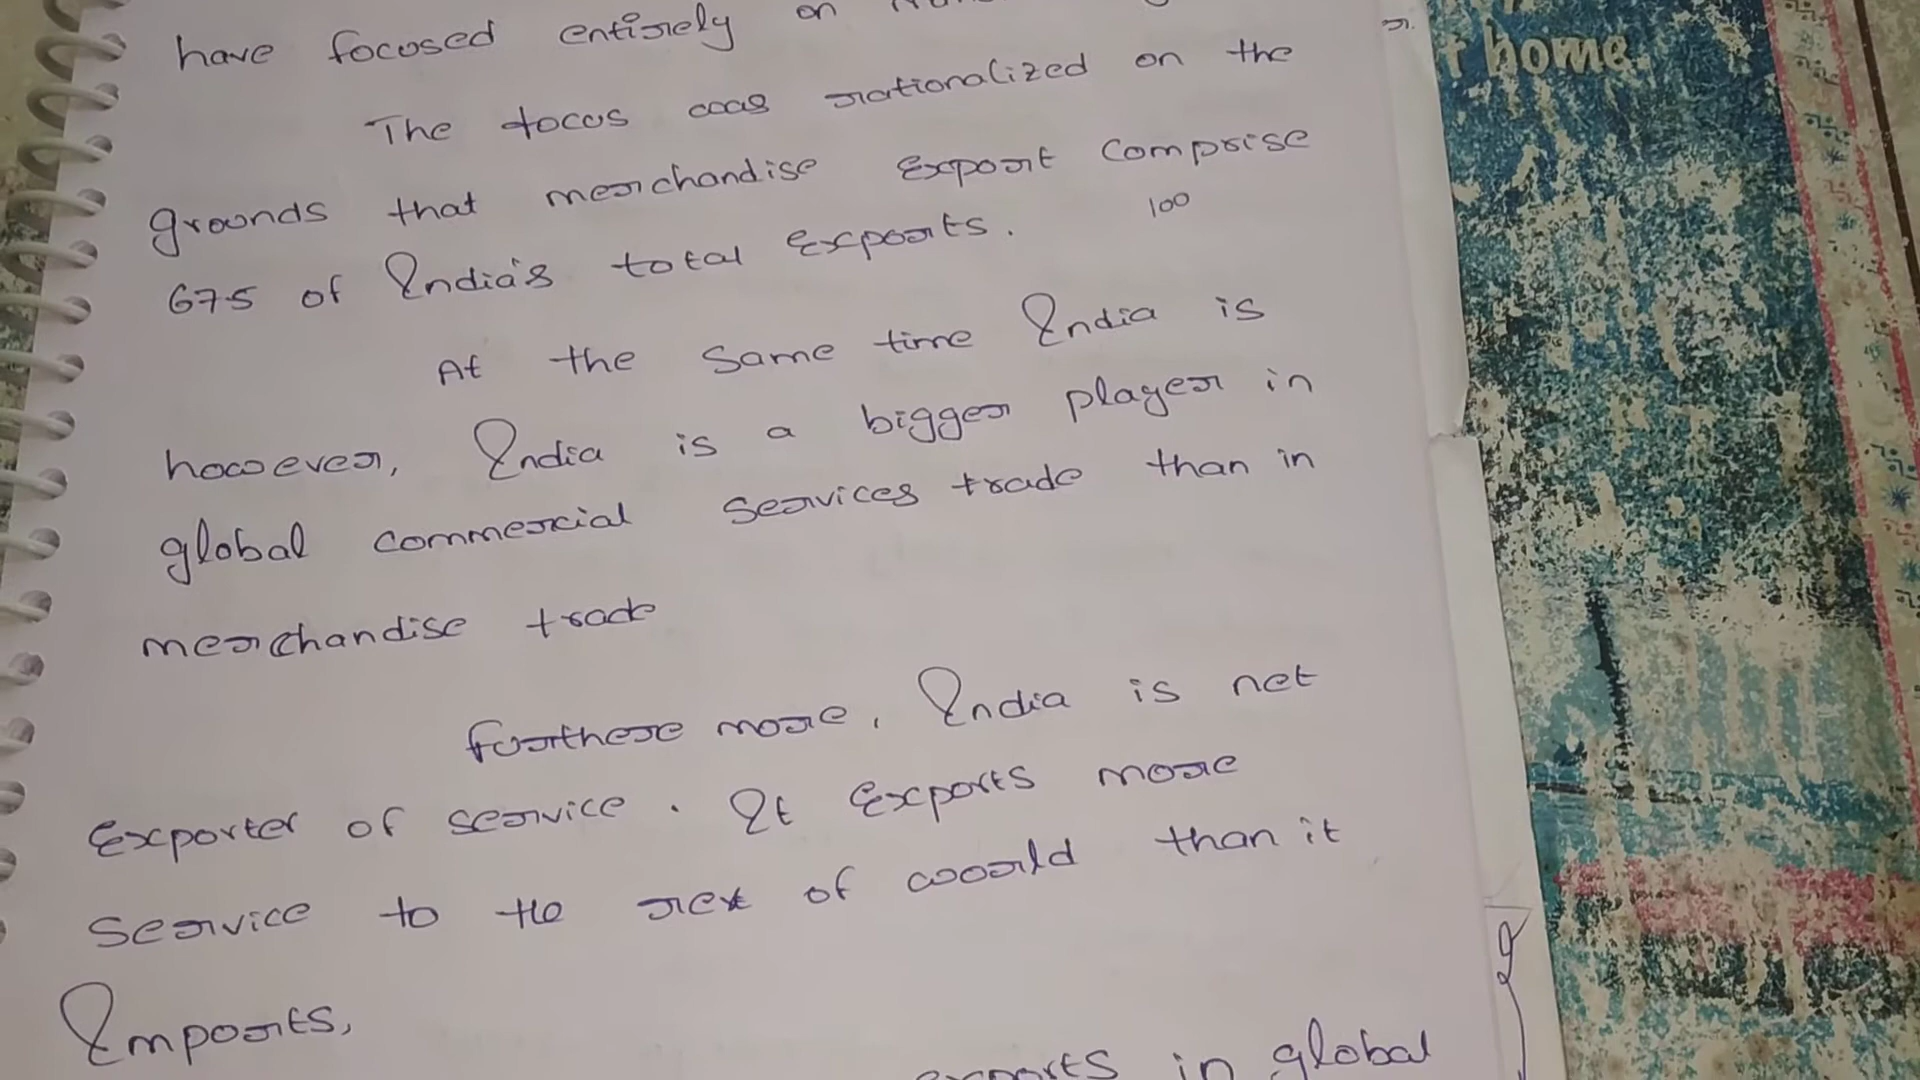 have focused entirely on
The focus was rationalized on the
grounds that merchandise Export Comprise
675 of India's total Exports. 100
At the Same time India is
however, India is a bigger player in
global commercial Services trade than in
merchandise trade
furthere more, India is net
Exporter of service. It Exports more
Service to the rest of world than it
Imports,
exports in global
t home.